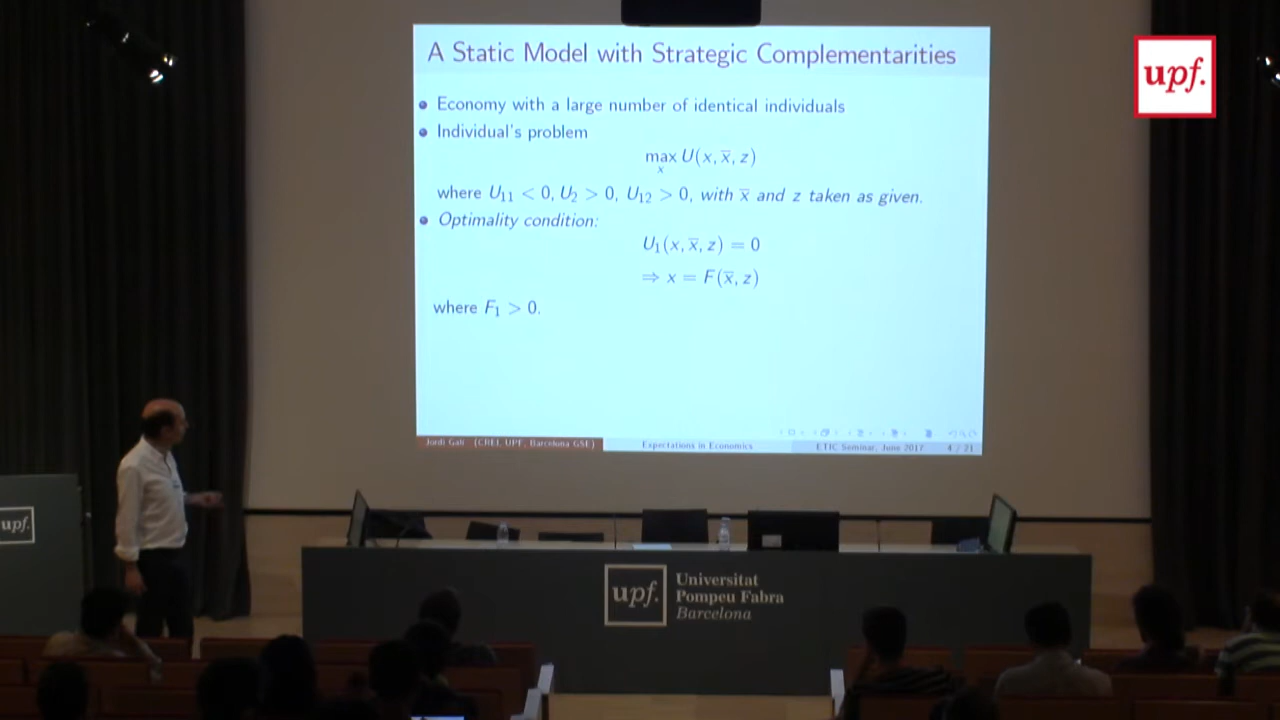 A Static Model with Strategic Complementarities
upf.
Economy with a large number of identical individuals
Individual's problem
max U(x, x̅, z)
x
where U₁₁ < 0, U₂ > 0, U₁₂ > 0, with x̅ and z taken as given.
Optimality condition:
U₁(x, x̅, z) = 0
⇒ x = F(x̅, z)
where F₁ > 0.
Jordi Galí (CREI, UPF, Barcelona GSE)
Expectations in Economics
ETIC Seminar, June 2017
4 / 21
upf.
upf.
Universitat
Pompeu Fabra
Barcelona